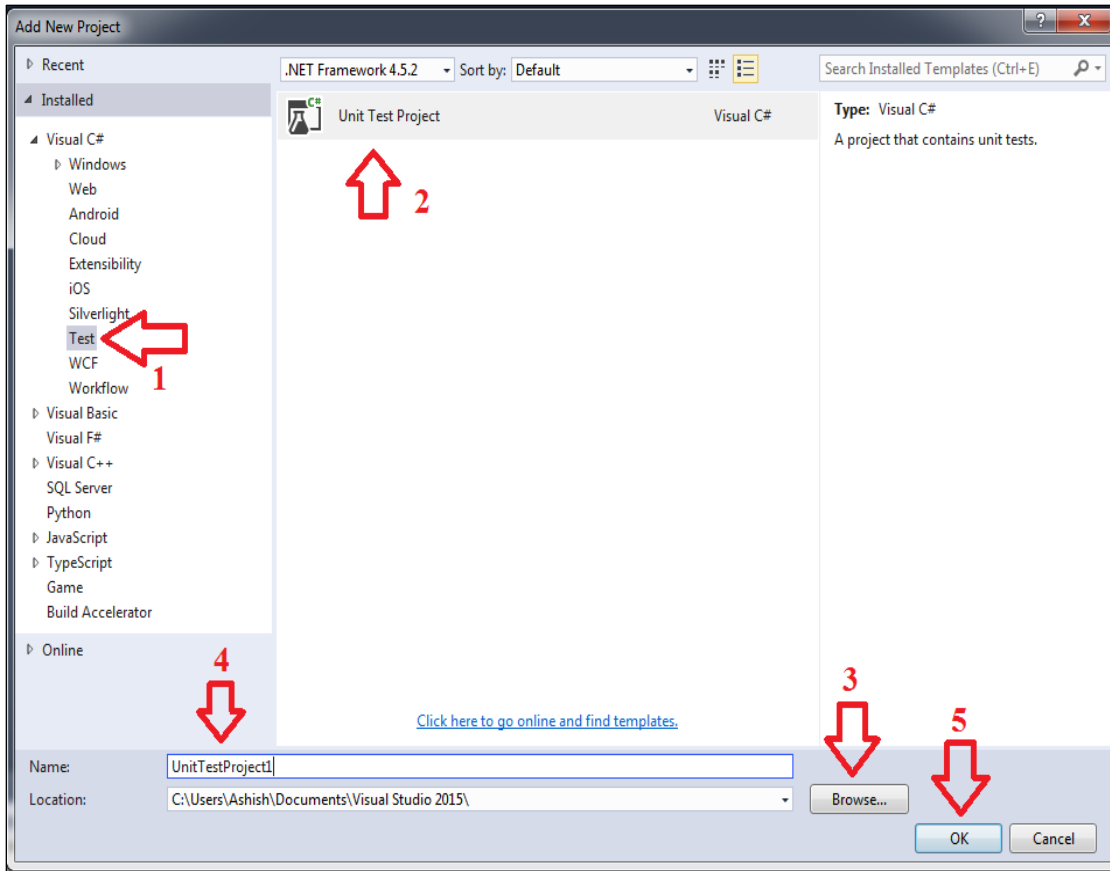 Add New Project
?
x
Recent
.NET Framework 4.5.2
Sort by: Default
Search Installed Templates (Ctrl+E)
Installed
Visual C#
Windows
Web
Android
Cloud
Extensibility
iOS
Silverlight
Test
WCF
Workflow
Visual Basic
Visual F#
Visual C++
SQL Server
Python
JavaScript
TypeScript
Game
Build Accelerator
Online
1
C#
Unit Test Project
Visual C#
2
Type: Visual C#
A project that contains unit tests.
Click here to go online and find templates.
4
3
5
Name: UnitTestProject1
Location: C:\Users\Ashish\Documents\Visual Studio 2015\
Browse...
OK
Cancel